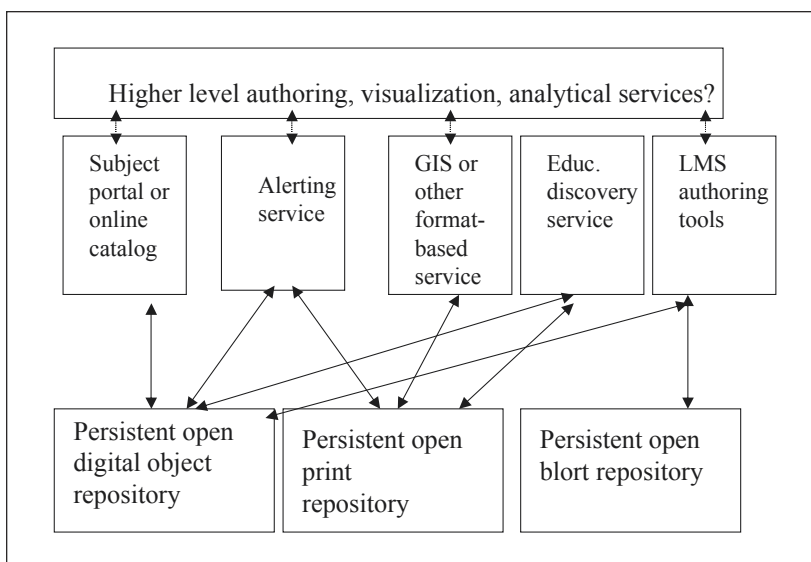 Higher level authoring, visualization, analytical services?
Subject
portal or
online
catalog
Alerting
service
GIS or
other
format-
based
service
Educ.
discovery
service
LMS
authoring
tools
Persistent open
digital object
repository
Persistent open
print
repository
Persistent open
blort repository